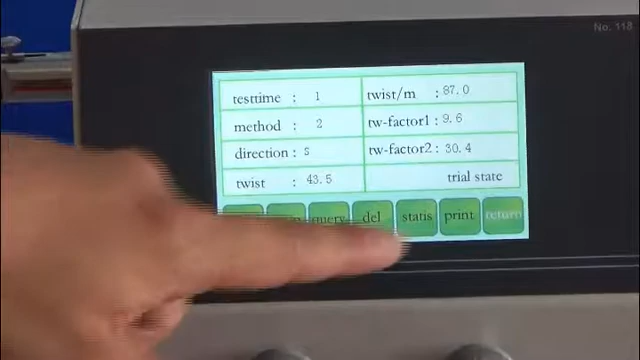 No. 118
testtime : 1
twist/m : 87.0
method : 2
tw-factor1 : 9.6
direction : S
tw-factor2 : 30.4
twist : 43.5
trial state
query del statis print return